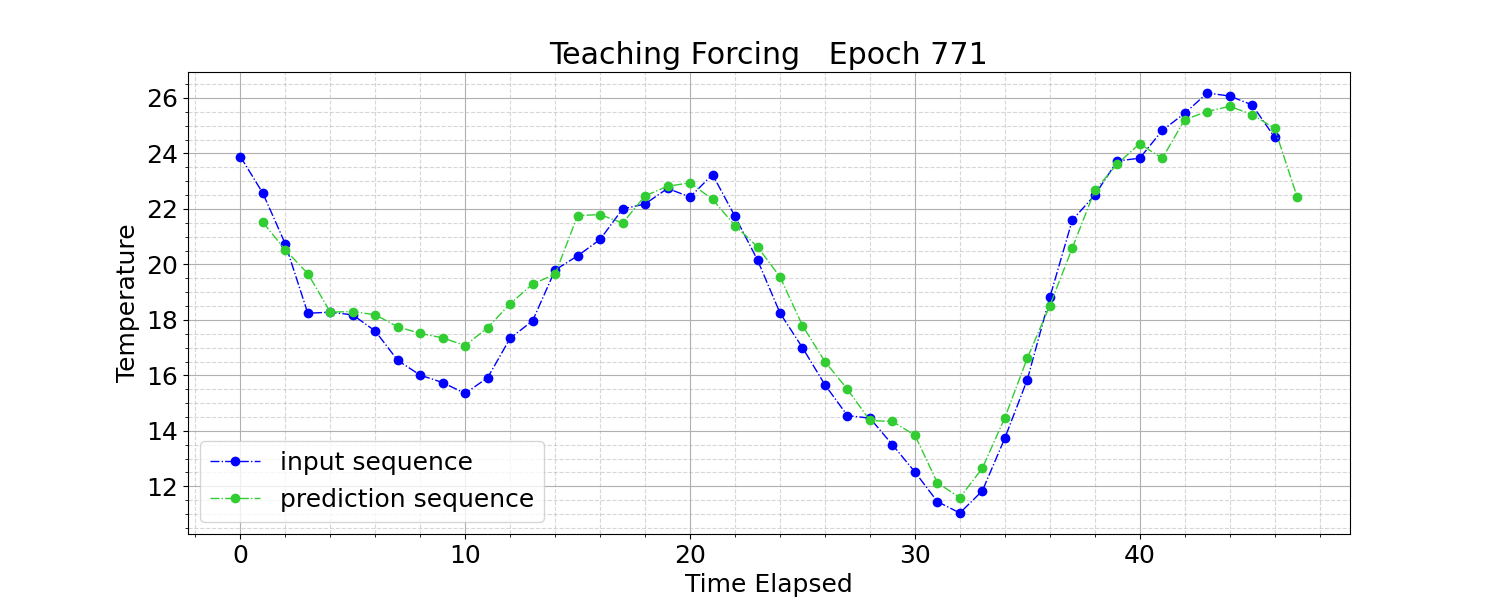 Teaching Forcing   Epoch 771
26
24
22
20
18
16
14
12
Temperature
input sequence
prediction sequence
0 10 20 30 40
Time Elapsed